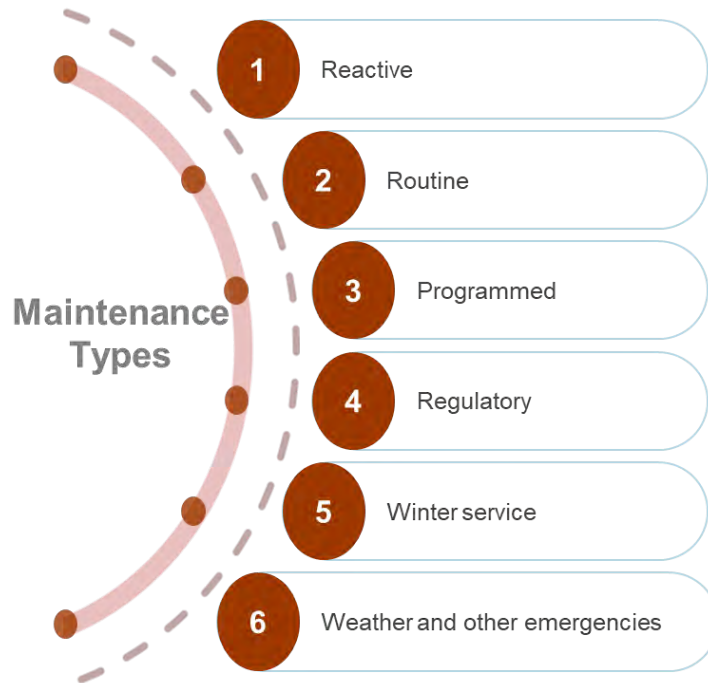 Maintenance
Types
1 Reactive
2 Routine
3 Programmed
4 Regulatory
5 Winter service
6 Weather and other emergencies